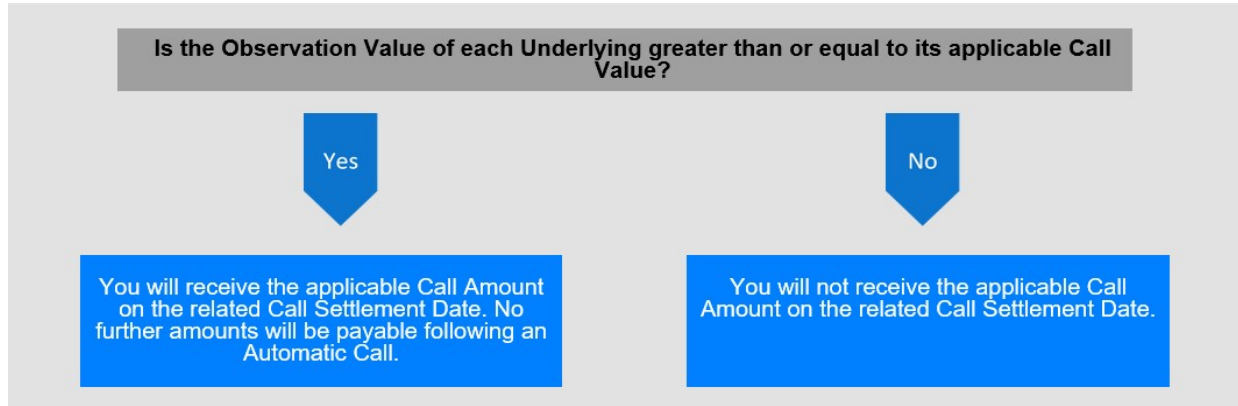 Is the Observation Value of each Underlying greater than or equal to its applicable Call
Value?
Yes
No
You will receive the applicable Call Amount
on the related Call Settlement Date. No
further amounts will be payable following an
Automatic Call.
You will not receive the applicable Call
Amount on the related Call Settlement Date.